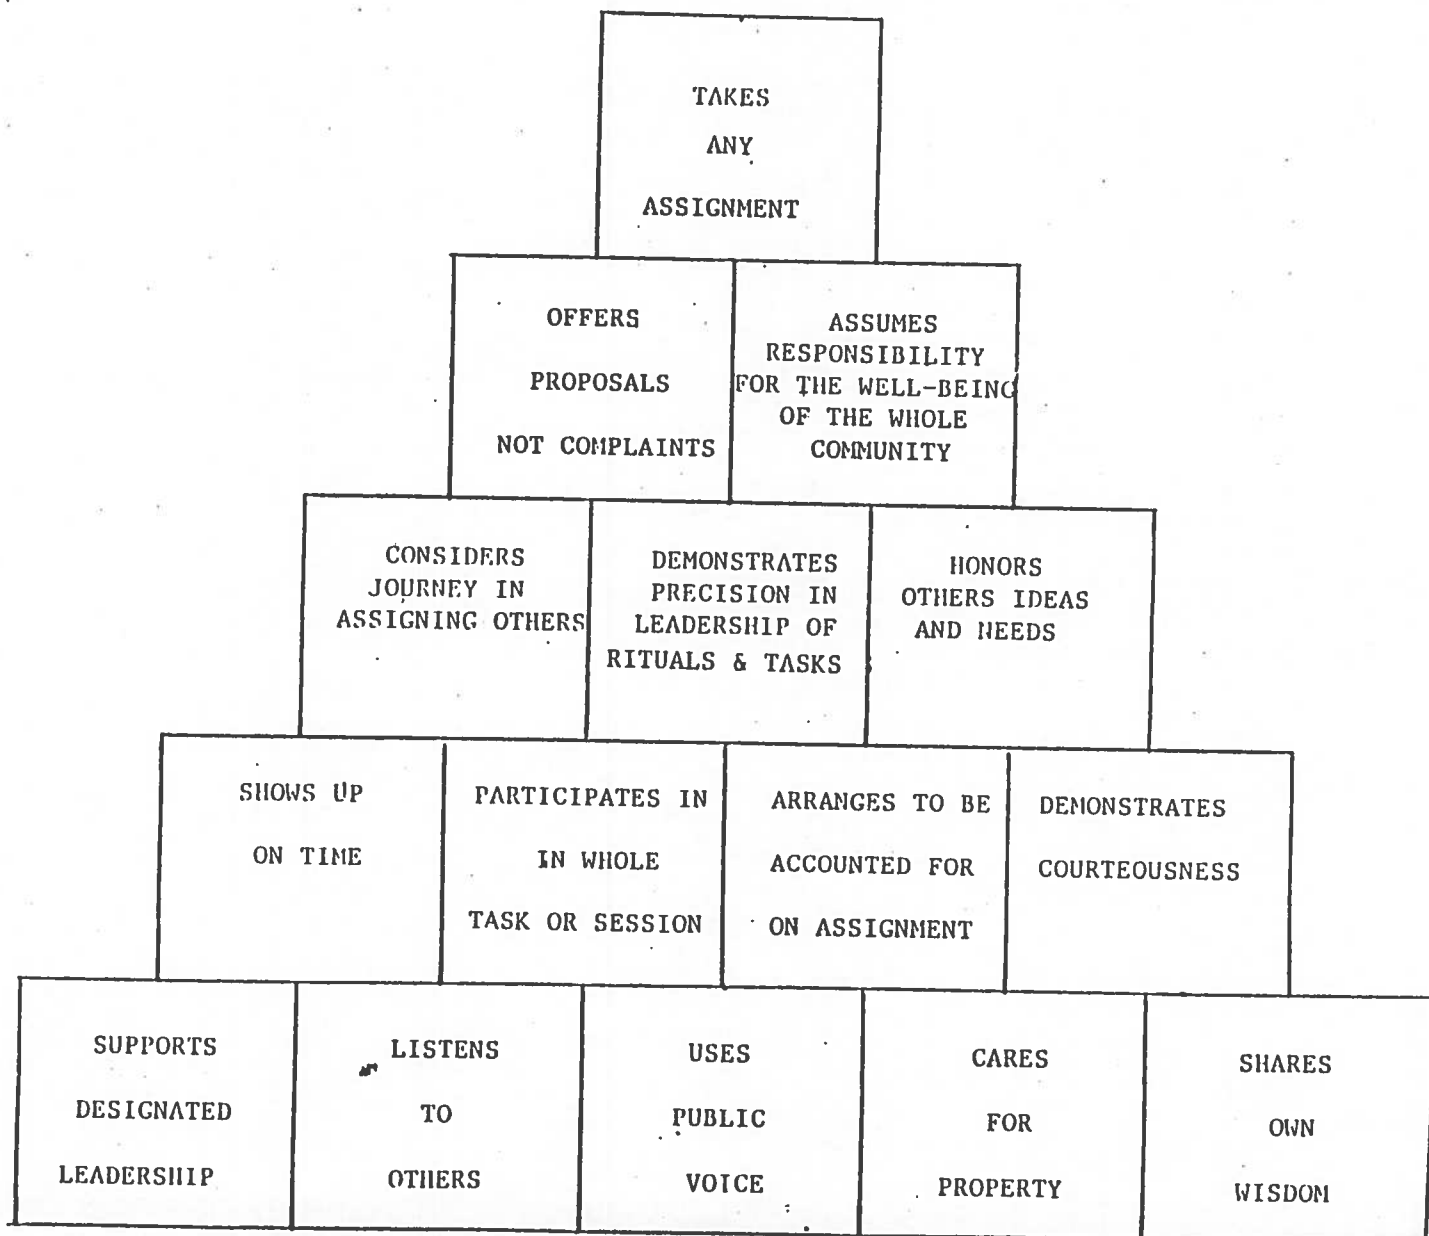 TAKES
ANY
ASSIGNMENT
OFFERS
PROPOSALS
NOT COMPLAINTS
ASSUMES
RESPONSIBILITY
FOR THE WELL-BEING
OF THE WHOLE
COMMUNITY
CONSIDERS
JOURNEY IN
ASSIGNING OTHERS
DEMONSTRATES
PRECISION IN
LEADERSHIP OF
RITUALS & TASKS
HONORS
OTHERS IDEAS
AND NEEDS
SHOWS UP
ON TIME
PARTICIPATES IN
IN WHOLE
TASK OR SESSION
ARRANGES TO BE
ACCOUNTED FOR
ON ASSIGNMENT
DEMONSTRATES
COURTEOUSNESS
SUPPORTS
DESIGNATED
LEADERSHIP
LISTENS
TO
OTHERS
USES
PUBLIC
VOICE
CARES
FOR
PROPERTY
SHARES
OWN
WISDOM